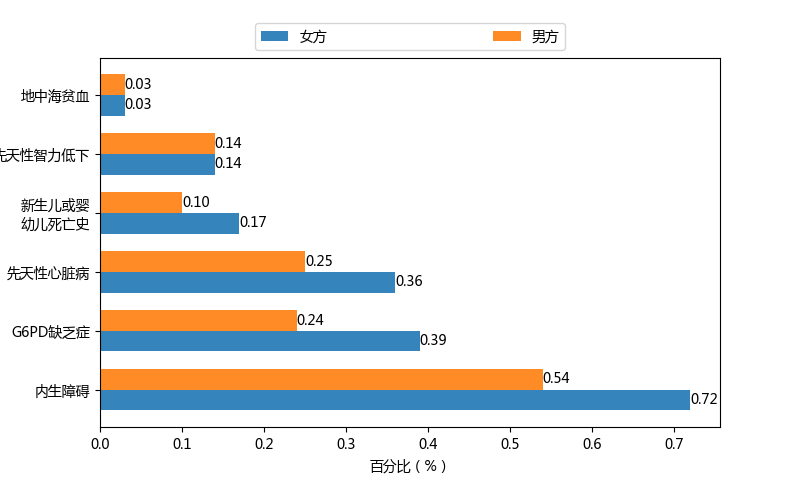 女方 男方
地中海贫血
0.03
0.03
先天性智力低下
0.14
0.14
新生儿或婴
幼儿死亡史
0.10
0.17
先天性心脏病
0.25
0.36
G6PD缺乏症
0.24
0.39
内生障碍
0.54
0.72
0.0 0.1 0.2 0.3 0.4 0.5 0.6 0.7
百分比（%）